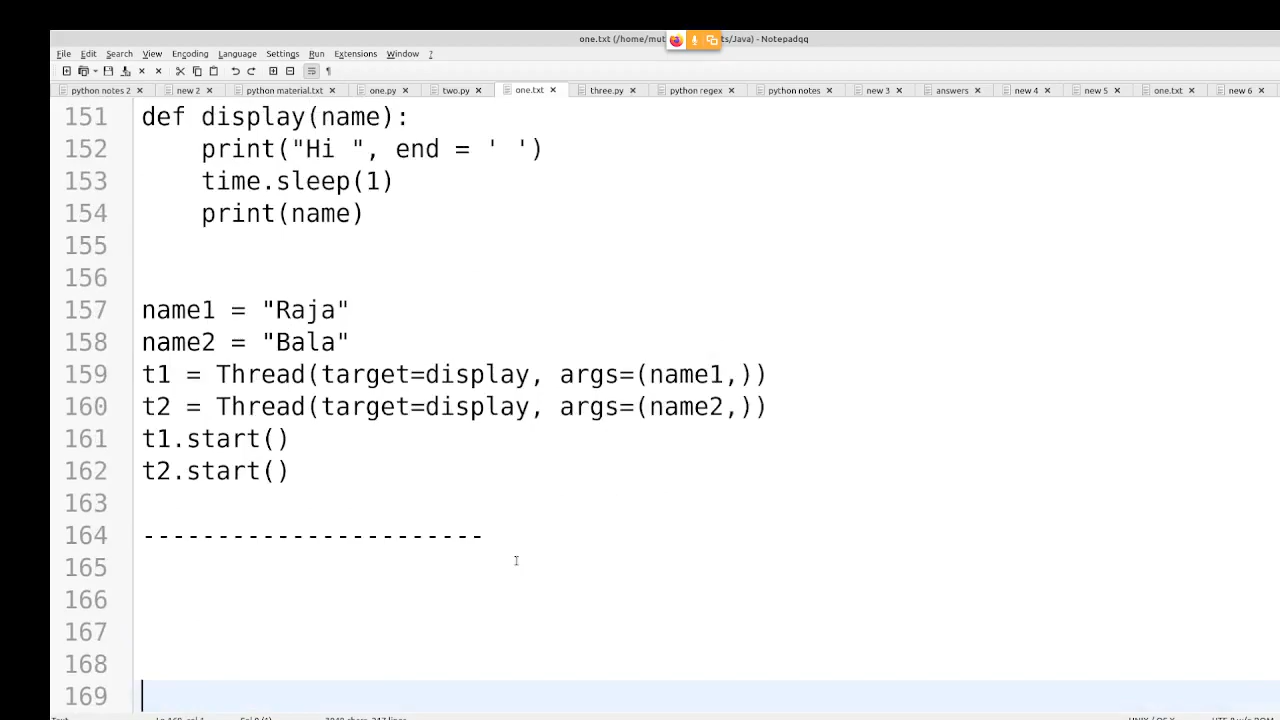 one.txt (/home/mut ts/Java) - Notepadqq
File Edit Search View Encoding Language Settings Run Extensions Window ?
python notes 2 new 2 python material.txt one.py two.py one.txt three.py python regex python notes new 3 answers new 4 new 5 one.txt new 6
151 def display(name):
152 print("Hi ", end = ' ')
153 time.sleep(1)
154 print(name)
155
156
157 name1 = "Raja"
158 name2 = "Bala"
159 t1 = Thread(target=display, args=(name1,))
160 t2 = Thread(target=display, args=(name2,))
161 t1.start()
162 t2.start()
163
164 -----------------------
165
166
167
168
169